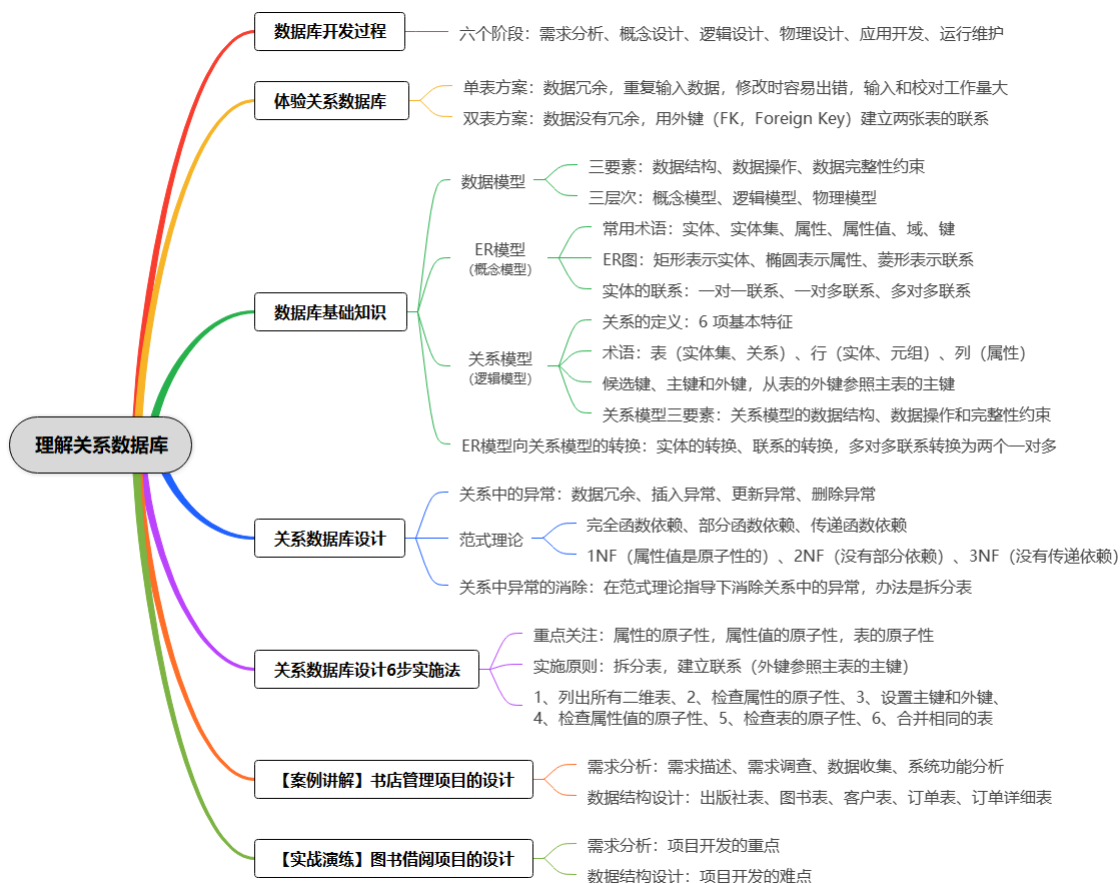 数据库开发过程
六个阶段：需求分析、概念设计、逻辑设计、物理设计、应用开发、运行维护
体验关系数据库
单表方案：数据冗余，重复输入数据，修改时容易出错，输入和校对工作量大
双表方案：数据没有冗余，用外键（FK，Foreign Key）建立两张表的联系
数据库基础知识
数据模型
三要素：数据结构、数据操作、数据完整性约束
三层次：概念模型、逻辑模型、物理模型
ER模型
（概念模型）
常用术语：实体、实体集、属性、属性值、域、键
ER图：矩形表示实体、椭圆表示属性、菱形表示联系
实体的联系：一对一联系、一对多联系、多对多联系
关系模型
（逻辑模型）
关系的定义：6 项基本特征
术语：表（实体集、关系）、行（实体、元组）、列（属性）
候选键、主键和外键，从表的外键参照主表的主键
关系模型三要素：关系模型的数据结构、数据操作和完整性约束
ER模型向关系模型的转换：实体的转换、联系的转换，多对多联系转换为两个一对多
理解关系数据库
关系数据库设计
关系中的异常：数据冗余、插入异常、更新异常、删除异常
范式理论
完全函数依赖、部分函数依赖、传递函数依赖
1NF（属性值是原子性的）、2NF（没有部分依赖）、3NF（没有传递依赖）
关系中异常的消除：在范式理论指导下消除关系中的异常，办法是拆分表
关系数据库设计6步实施法
重点关注：属性的原子性，属性值的原子性，表的原子性
实施原则：拆分表，建立联系（外键参照主表的主键）
1、列出所有二维表、2、检查属性的原子性、3、设置主键和外键、
4、检查属性值的原子性、5、检查表的原子性、6、合并相同的表
【案例讲解】书店管理项目的设计
需求分析：需求描述、需求调查、数据收集、系统功能分析
数据结构设计：出版社表、图书表、客户表、订单表、订单详细表
【实战演练】图书借阅项目的设计
需求分析：项目开发的重点
数据结构设计：项目开发的难点